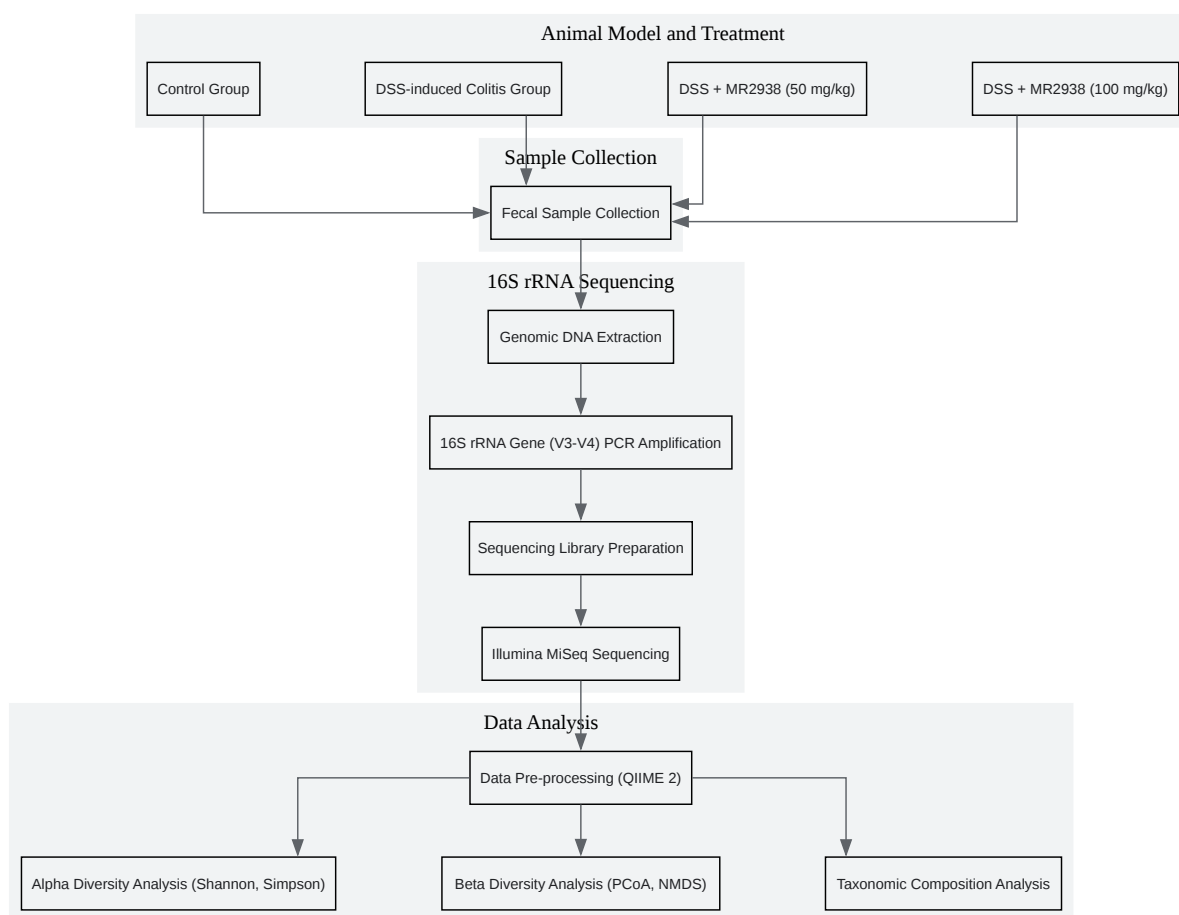 Animal Model and Treatment
Control Group
DSS-induced Colitis Group
DSS + MR2938 (50 mg/kg)
DSS + MR2938 (100 mg/kg)
Sample Collection
Fecal Sample Collection
16S rRNA Sequencing
Genomic DNA Extraction
16S rRNA Gene (V3-V4) PCR Amplification
Sequencing Library Preparation
Illumina MiSeq Sequencing
Data Analysis
Data Pre-processing (QIIME 2)
Alpha Diversity Analysis (Shannon, Simpson)
Beta Diversity Analysis (PCoA, NMDS)
Taxonomic Composition Analysis